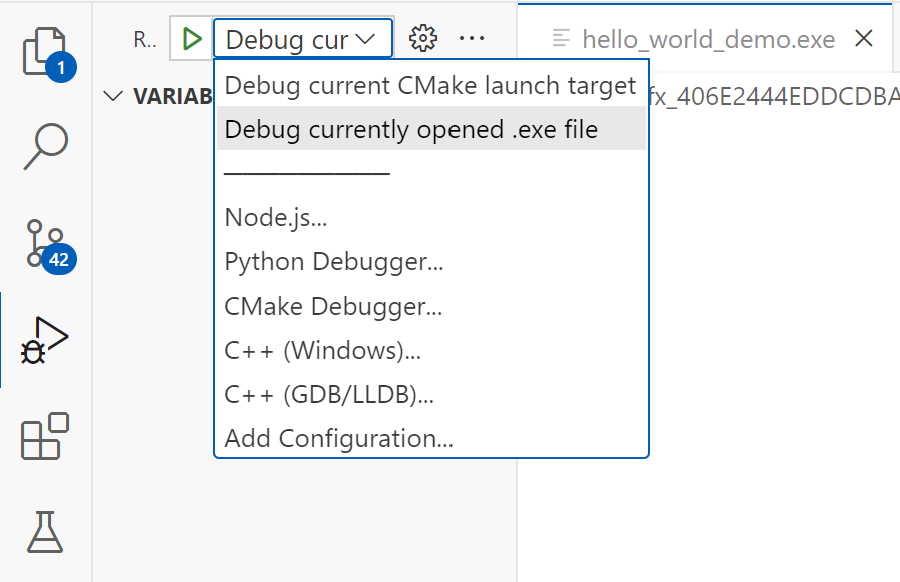 1
42
R..
Debug cur
hello_world_demo.exe
VARIAB
fx_406E2444EDDCDBA
Debug current CMake launch target
Debug currently opened .exe file
Node.js...
Python Debugger...
CMake Debugger...
C++ (Windows)...
C++ (GDB/LLDB)...
Add Configuration...